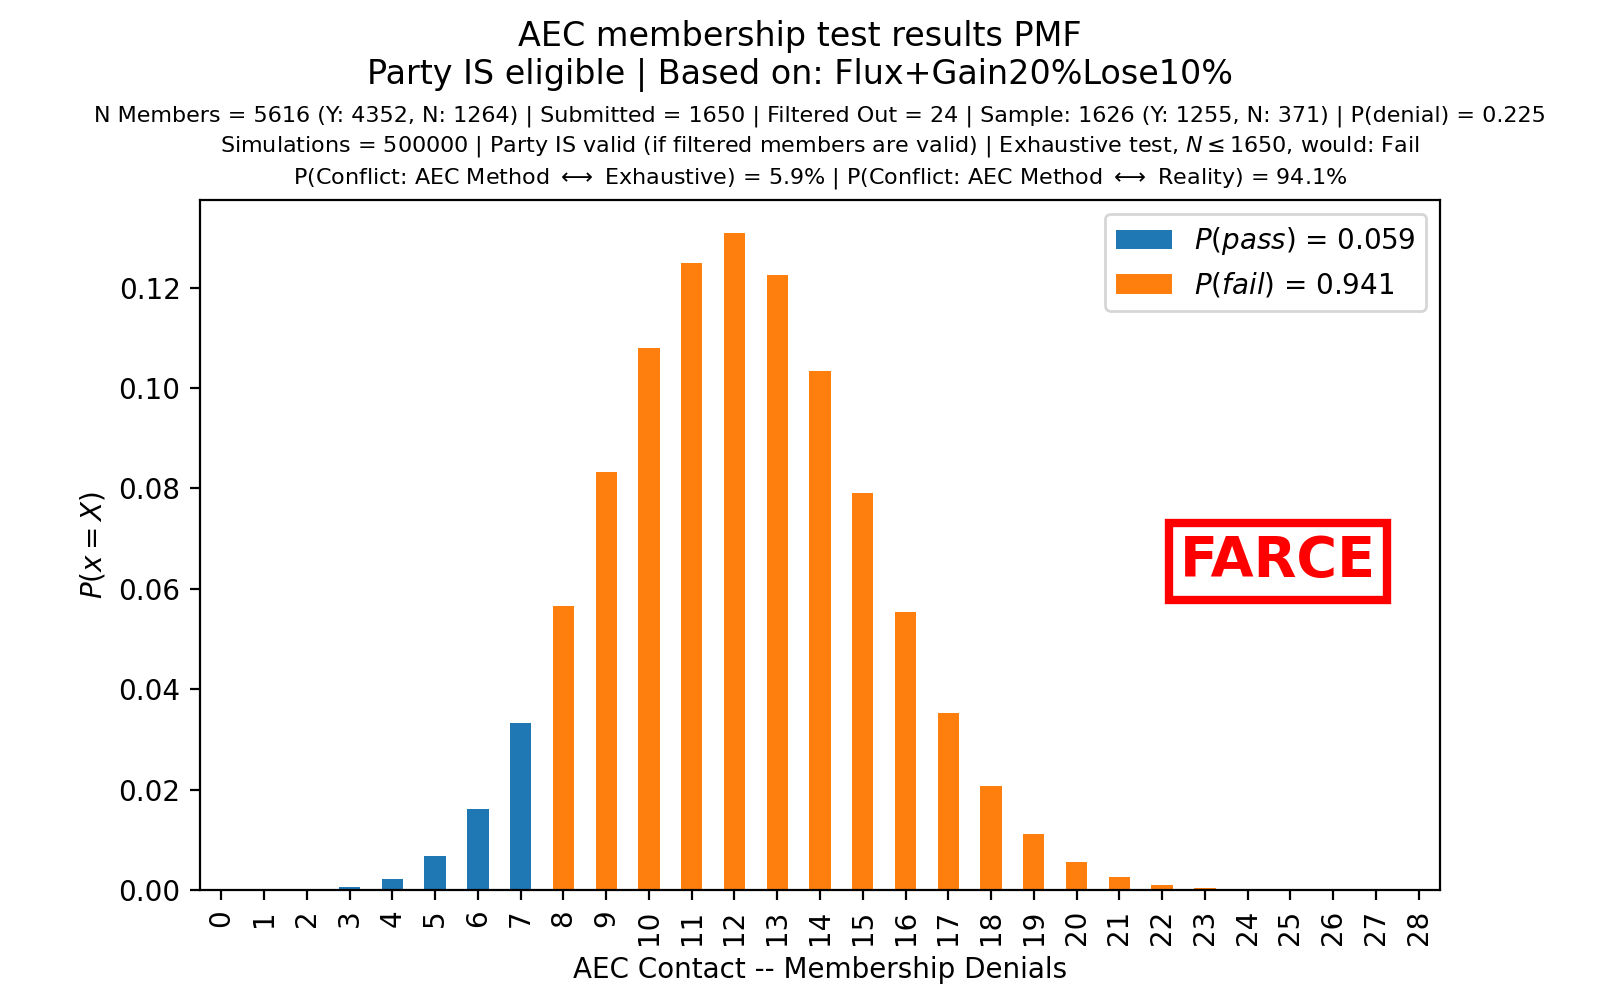 AEC membership test results PMF
Party IS eligible | Based on: Flux+Gain20%Lose10%
N Members = 5616 (Y: 4352, N: 1264) | Submitted = 1650 | Filtered Out = 24 | Sample: 1626 (Y: 1255, N: 371) | P(denial) = 0.225
Simulations = 500000 | Party IS valid (if filtered members are valid) | Exhaustive test, N ≤ 1650, would: Fail
P(Conflict: AEC Method ⟷ Exhaustive) = 5.9% | P(Conflict: AEC Method ⟷ Reality) = 94.1%
P(pass) = 0.059
P(fail) = 0.941
0.12
0.10
0.08
0.06
0.04
0.02
0.00
P(x = X)
FARCE
0 1 2 3 4 5 6 7 8 9 10 11 12 13 14 15 16 17 18 19 20 21 22 23 24 25 26 27 28
AEC Contact -- Membership Denials